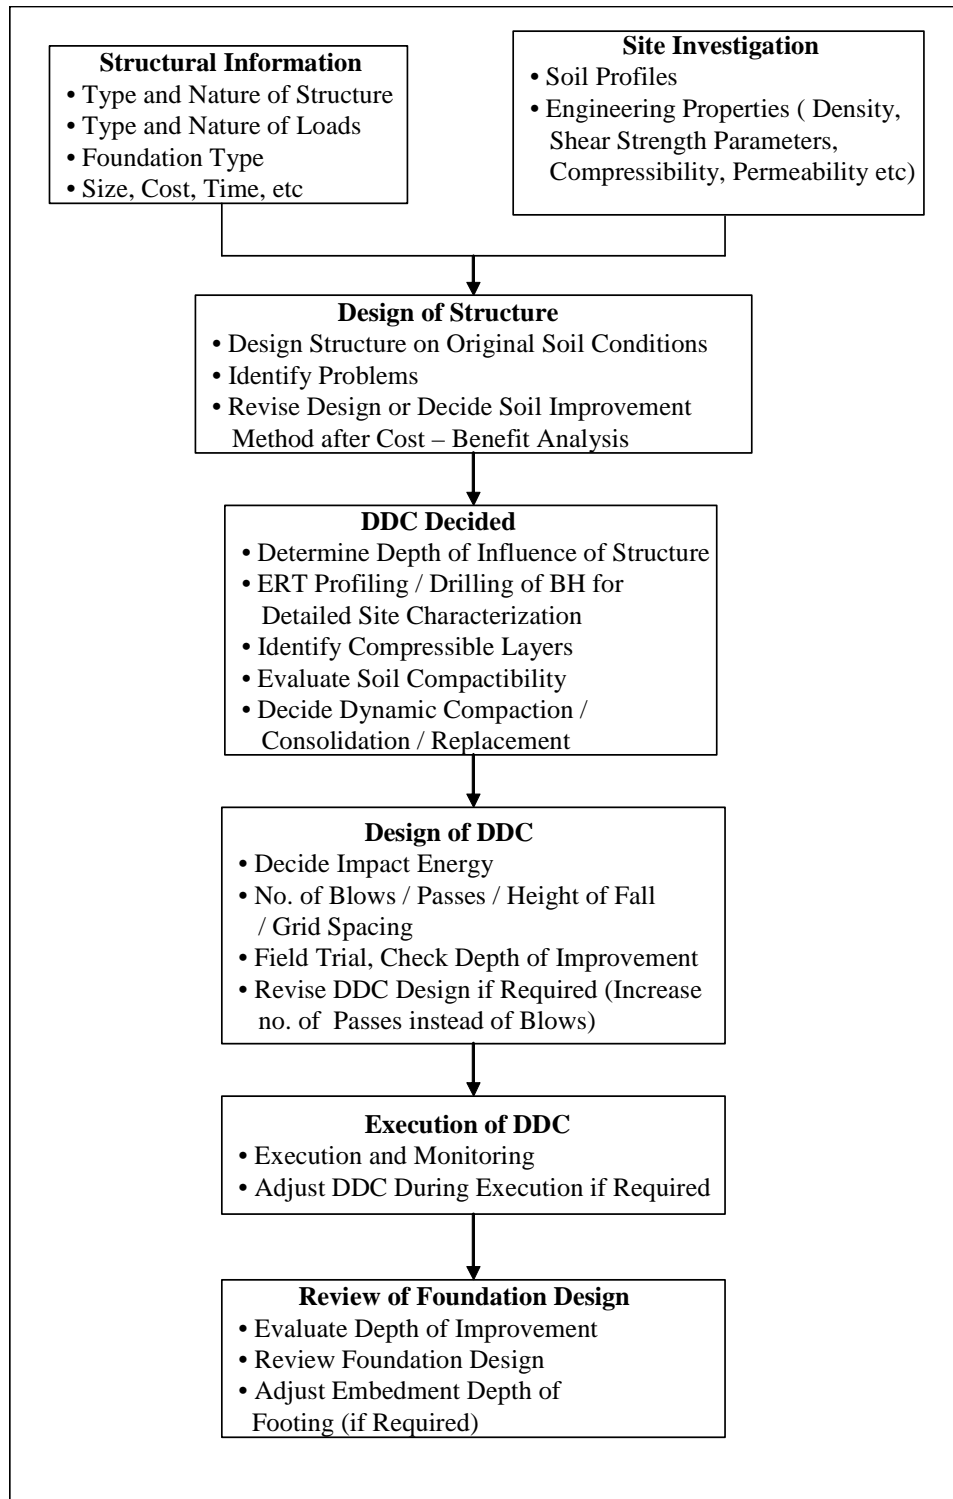 Structural Information
• Type and Nature of Structure
• Type and Nature of Loads
• Foundation Type
• Size, Cost, Time, etc
Site Investigation
• Soil Profiles
• Engineering Properties ( Density,
Shear Strength Parameters,
Compressibility, Permeability etc)
Design of Structure
• Design Structure on Original Soil Conditions
• Identify Problems
• Revise Design or Decide Soil Improvement
Method after Cost – Benefit Analysis
DDC Decided
• Determine Depth of Influence of Structure
• ERT Profiling / Drilling of BH for
Detailed Site Characterization
• Identify Compressible Layers
• Evaluate Soil Compactibility
• Decide Dynamic Compaction /
Consolidation / Replacement
Design of DDC
• Decide Impact Energy
• No. of Blows / Passes / Height of Fall
/ Grid Spacing
• Field Trial, Check Depth of Improvement
• Revise DDC Design if Required (Increase
no. of Passes instead of Blows)
Execution of DDC
• Execution and Monitoring
• Adjust DDC During Execution if Required
Review of Foundation Design
• Evaluate Depth of Improvement
• Review Foundation Design
• Adjust Embedment Depth of
Footing (if Required)